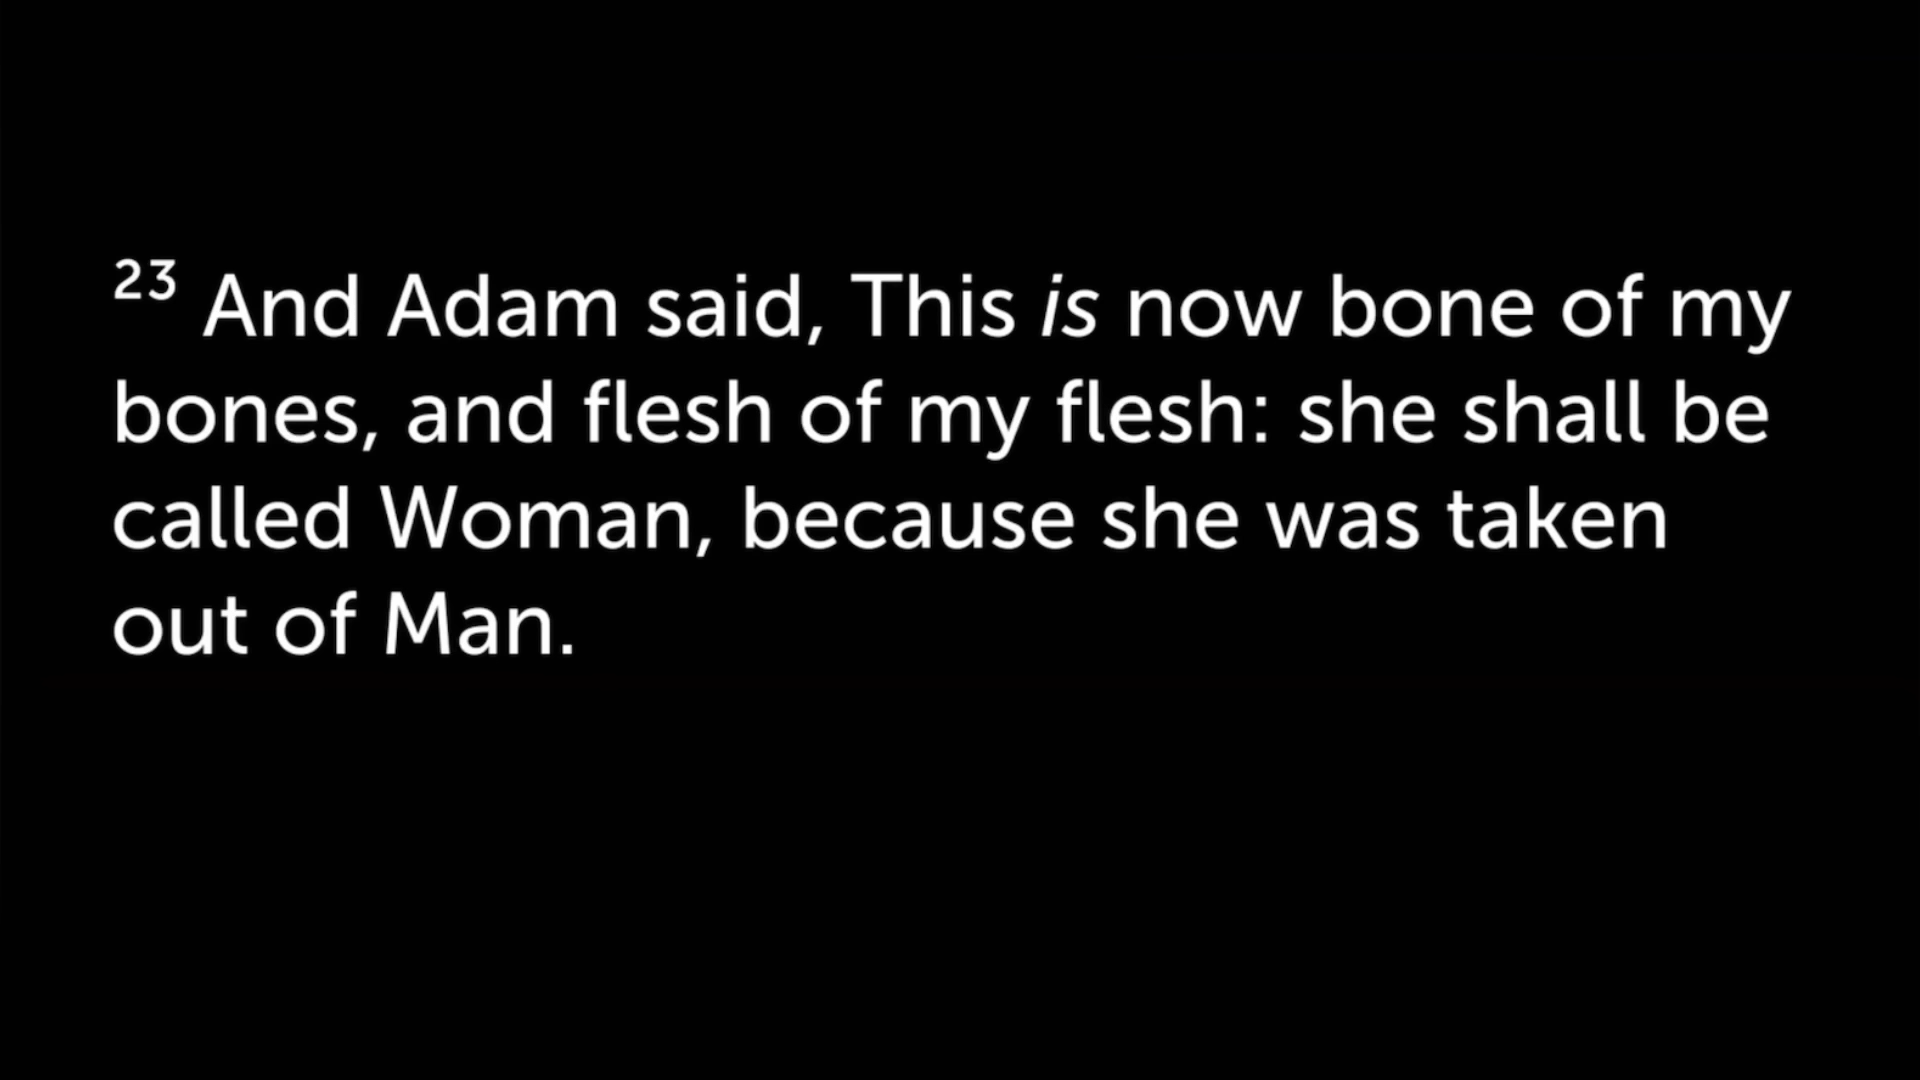 23 And Adam said, This is now bone of my
bones, and flesh of my flesh: she shall be
called Woman, because she was taken
out of Man.